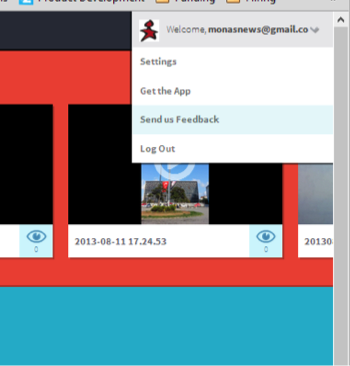 Product Development
Funding
Hiring
Welcome, monasnews@gmail.co
Settings
Get the App
Send us Feedback
Log Out
2013-08-11 17.24.53
20130
0
0